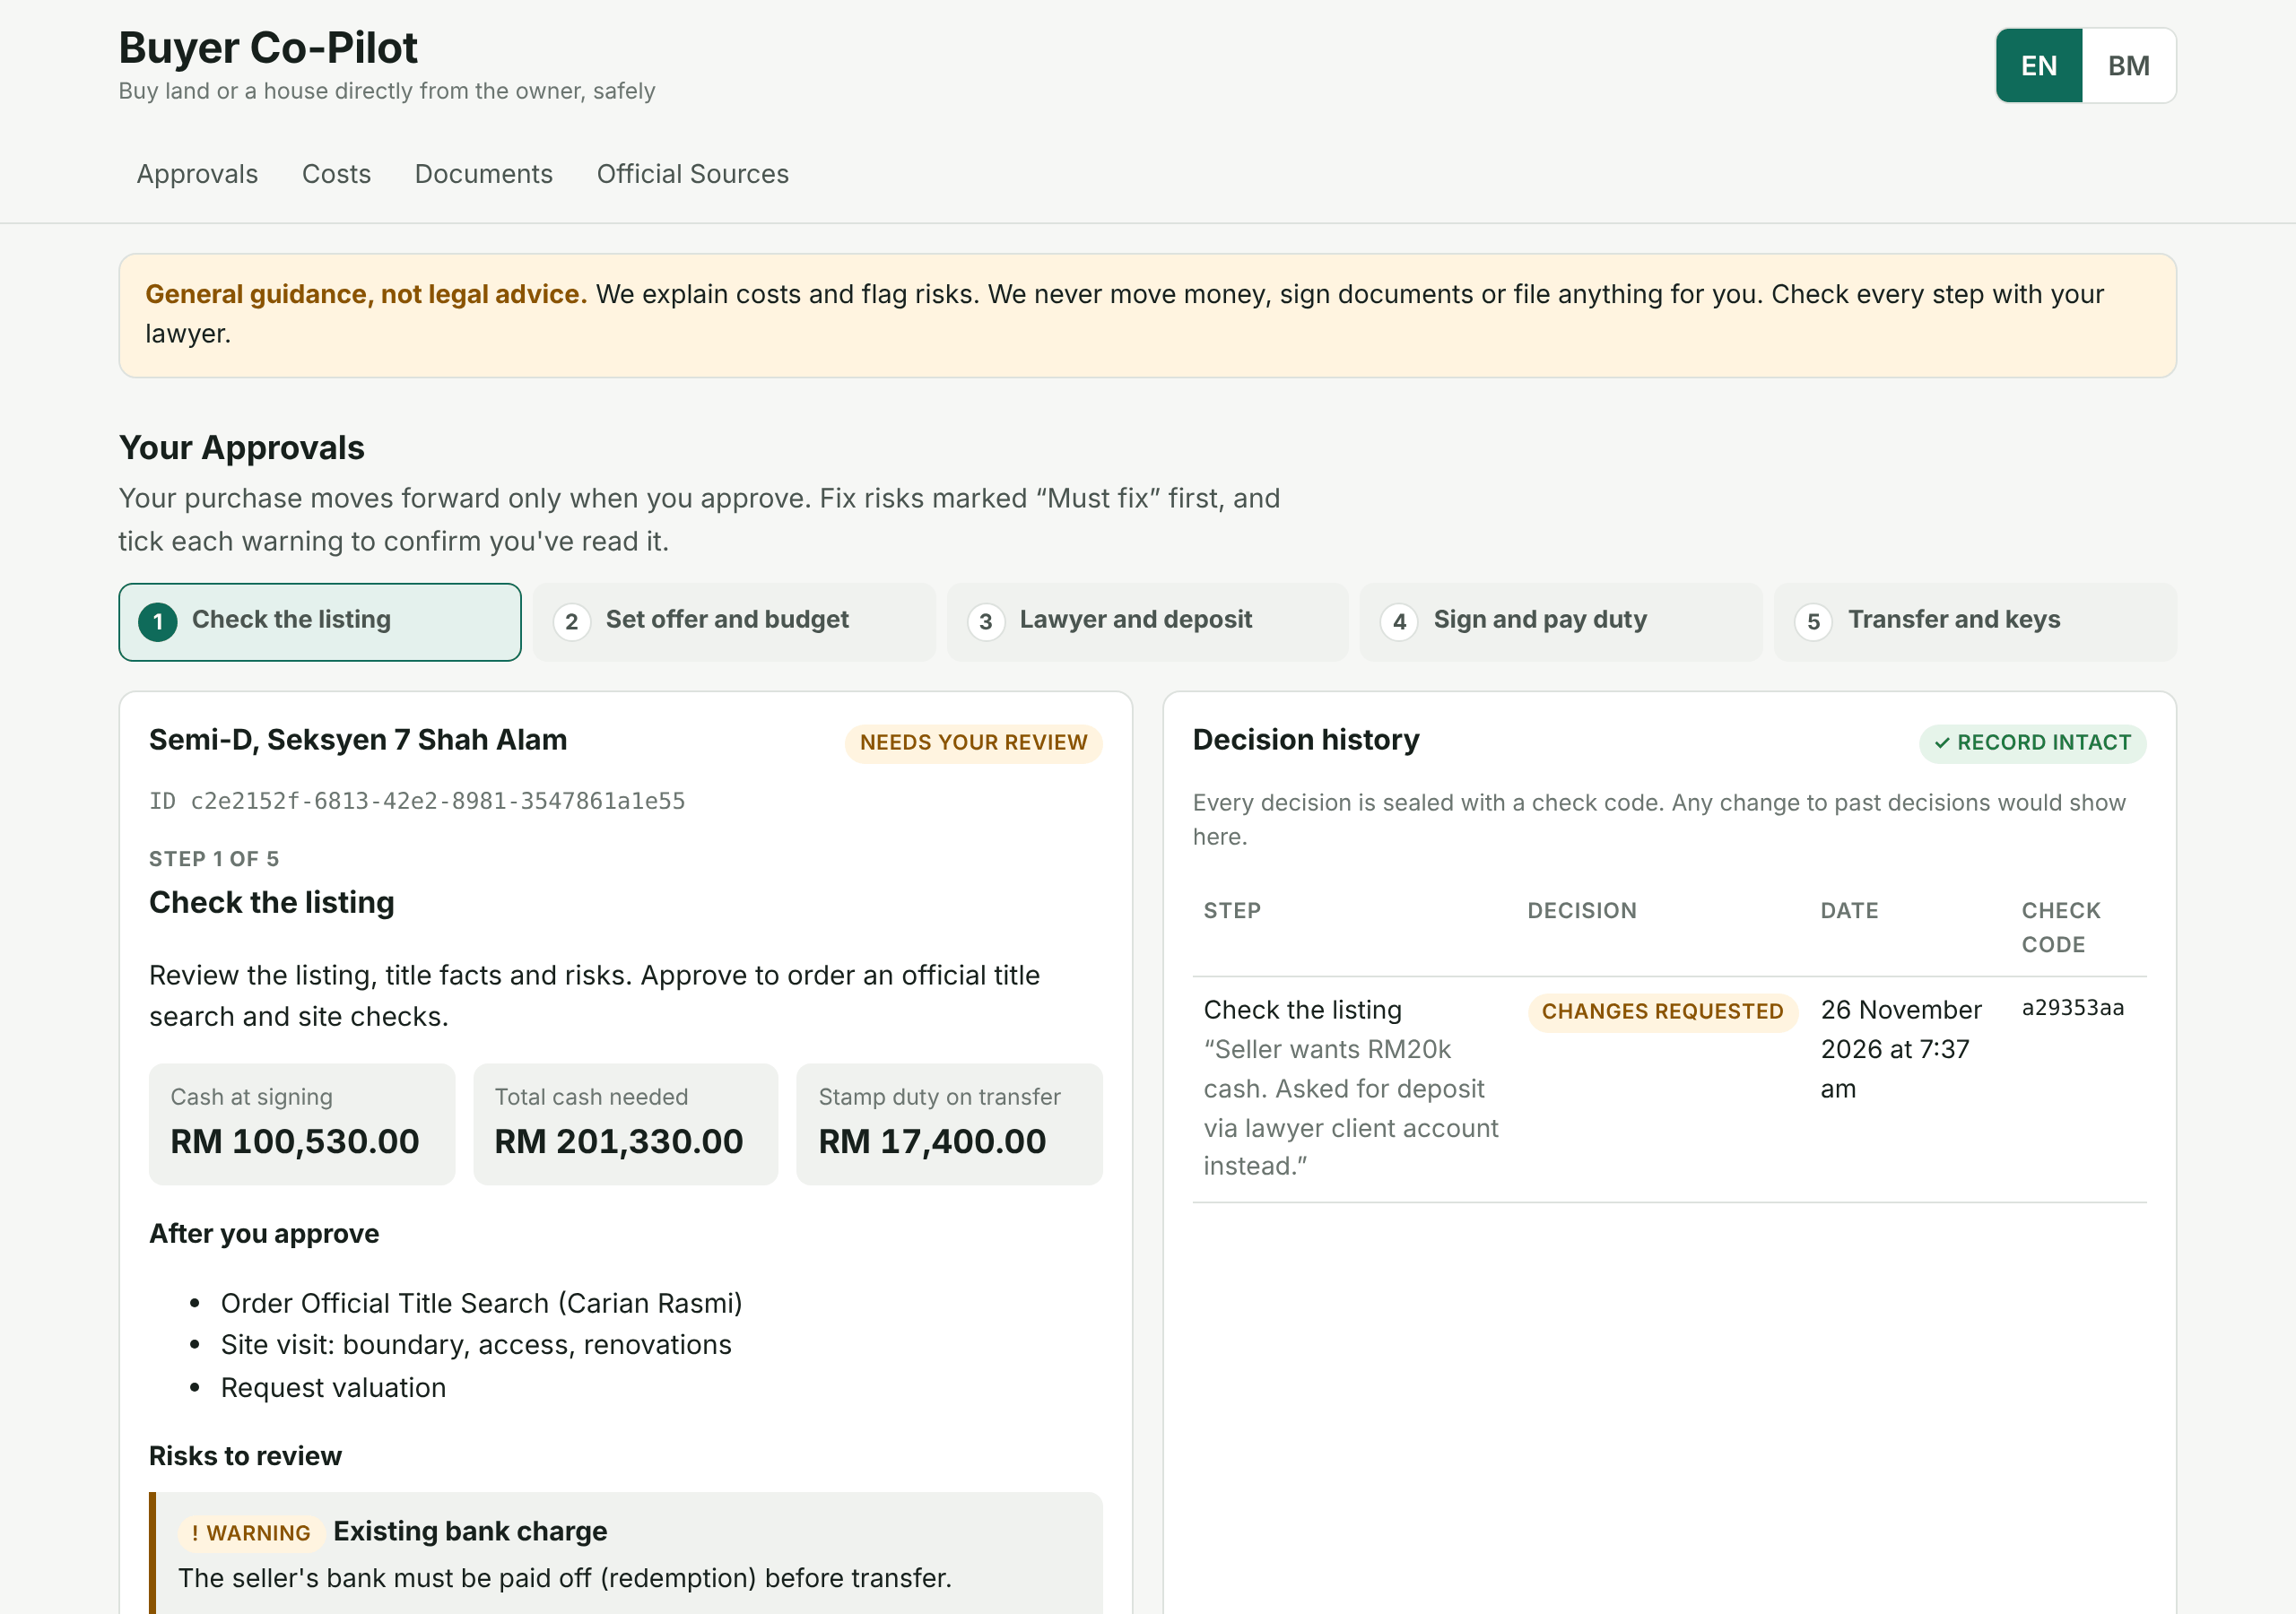 Buyer Co-Pilot
Buy land or a house directly from the owner, safely
EN
BM
Approvals
Costs
Documents
Official Sources
General guidance, not legal advice. We explain costs and flag risks. We never move money, sign documents or file anything for you. Check every step with your
lawyer.
Your Approvals
Your purchase moves forward only when you approve. Fix risks marked “Must fix” first, and
tick each warning to confirm you've read it.
1 Check the listing
2 Set offer and budget
3 Lawyer and deposit
4 Sign and pay duty
5 Transfer and keys
Semi-D, Seksyen 7 Shah Alam
NEEDS YOUR REVIEW
ID c2e2152f-6813-42e2-8981-3547861a1e55
STEP 1 OF 5
Check the listing
Review the listing, title facts and risks. Approve to order an official title
search and site checks.
Cash at signing
RM 100,530.00
Total cash needed
RM 201,330.00
Stamp duty on transfer
RM 17,400.00
After you approve
• Order Official Title Search (Carian Rasmi)
• Site visit: boundary, access, renovations
• Request valuation
Risks to review
! WARNING Existing bank charge
The seller's bank must be paid off (redemption) before transfer.
Decision history
✓ RECORD INTACT
Every decision is sealed with a check code. Any change to past decisions would show
here.
STEP
DECISION
DATE
CHECK
CODE
Check the listing
“Seller wants RM20k
cash. Asked for deposit
via lawyer client account
instead.”
CHANGES REQUESTED
26 November
2026 at 7:37
am
a29353aa